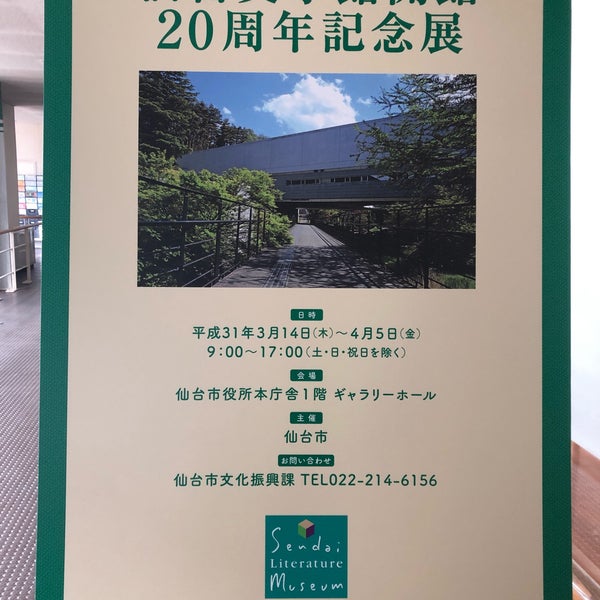 20周年記念展
日時
平成31年3月14日(木)～4月5日(金)
9:00～17:00(土・日・祝日を除く)
会場
仙台市役所本庁舎1階 ギャラリーホール
主催
仙台市
お問い合わせ
仙台市文化振興課 TEL022-214-6156
Sendai
Literature
Museum